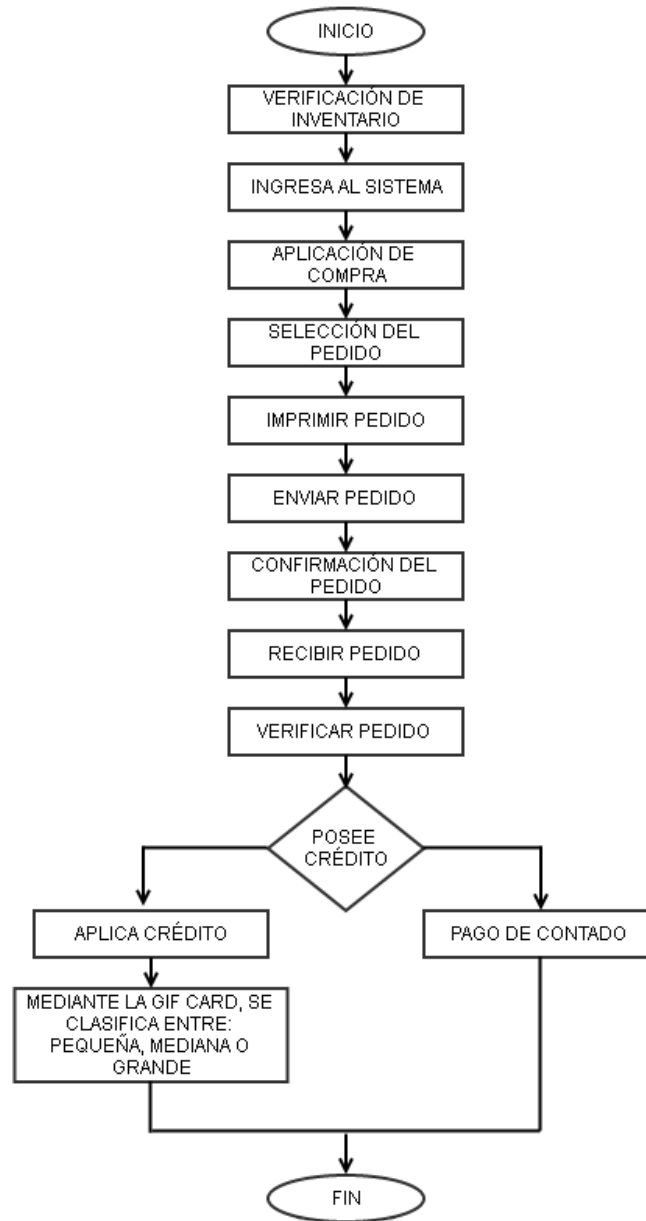 INICIO
VERIFICACIÓN DE
INVENTARIO
INGRESA AL SISTEMA
APLICACIÓN DE
COMPRA
SELECCIÓN DEL
PEDIDO
IMPRIMIR PEDIDO
ENVIAR PEDIDO
CONFIRMACIÓN DEL
PEDIDO
RECIBIR PEDIDO
VERIFICAR PEDIDO
POSEE
CRÉDITO
APLICA CRÉDITO
PAGO DE CONTADO
MEDIANTE LA GIF CARD, SE
CLASIFICA ENTRE:
PEQUEÑA, MEDIANA O
GRANDE
FIN